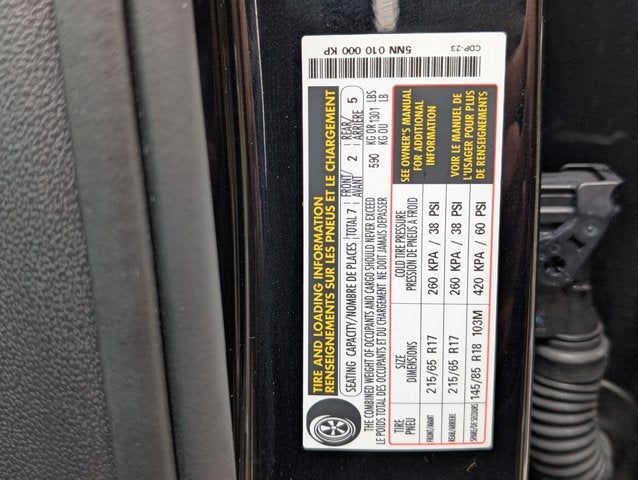 TIRE AND LOADING INFORMATION
RENSEIGNEMENTS SUR LES PNEUS ET LE CHARGEMENT
SEATING CAPACITY/NOMBRE DE PLACES TOTAL 7 FRONT/AVANT 2 REAR/ARRIÈRE 5
THE COMBINED WEIGHT OF OCCUPANTS AND CARGO SHOULD NEVER EXCEED 590 KG OR 1301 LBS
LE POIDS TOTAL DES OCCUPANTS ET DU CHARGEMENT NE DOIT JAMAIS DÉPASSER KG OU LB
TIRE PNEU SIZE DIMENSIONS COLD TIRE PRESSURE PRESSION DE PNEUS À FROID
FRONT/AVANT 215/65 R17 260 KPA / 38 PSI
REAR/ARRIÈRE 215/65 R17 260 KPA / 38 PSI
SPARE/DE SECOURS 145/85 R18 103M 420 KPA / 60 PSI
SEE OWNER'S MANUAL
FOR ADDITIONAL
INFORMATION
VOIR LE MANUEL DE
L'USAGER POUR PLUS
DE RENSEIGNEMENTS
5NN 010 000 KP
CDP-23